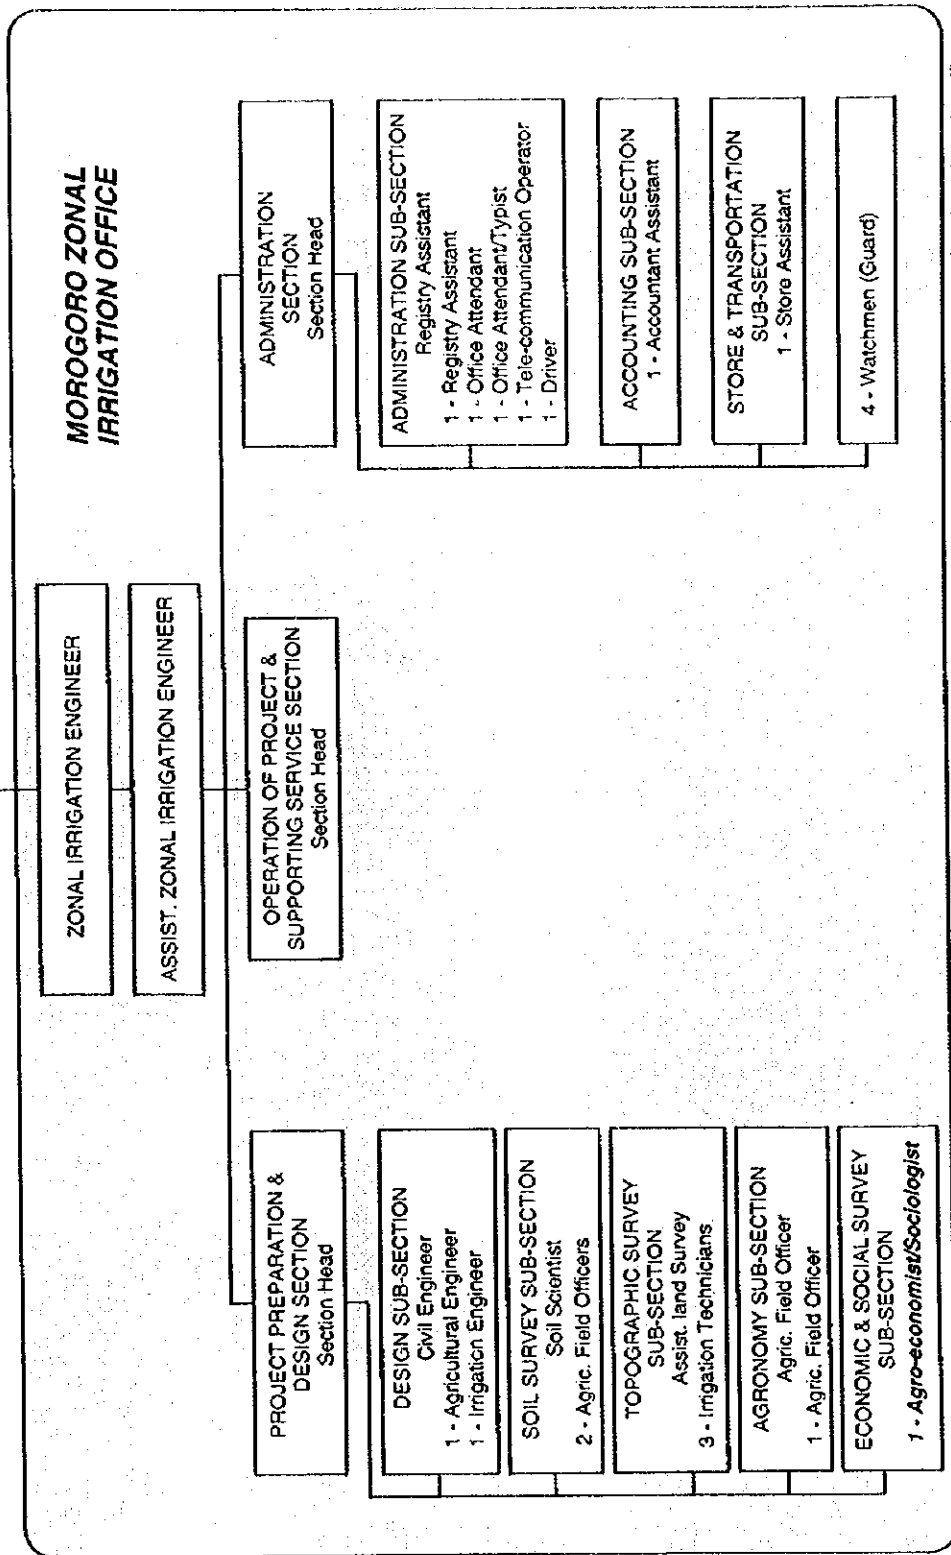 MOROGORO ZONAL
IRRIGATION OFFICE
ZONAL IRRIGATION ENGINEER
ASSIST. ZONAL IRRIGATION ENGINEER
PROJECT PREPARATION &
DESIGN SECTION
Section Head
DESIGN SUB-SECTION
Civil Engineer
1 - Agricultural Engineer
1 - Irrigation Engineer
SOIL SURVEY SUB-SECTION
Soil Scientist
2 - Agric. Field Officers
TOPOGRAPHIC SURVEY
SUB-SECTION
Assist. land Survey
3 - Irrigation Technicians
AGRONOMY SUB-SECTION
Agric. Field Officer
1 - Agric. Field Officer
ECONOMIC & SOCIAL SURVEY
SUB-SECTION
1 - Agro-economist/Sociologist
OPERATION OF PROJECT &
SUPPORTING SERVICE SECTION
Section Head
ADMINISTRATION
SECTION
Section Head
ADMINISTRATION SUB-SECTION
Registry Assistant
1 - Registry Assistant
1 - Office Attendant
1 - Office Attendant/Typist
1 - Tele-communication Operator
1 - Driver
ACCOUNTING SUB-SECTION
1 - Accountant Assistant
STORE & TRANSPORTATION
SUB-SECTION
1 - Store Assistant
4 - Watchmen (Guard)